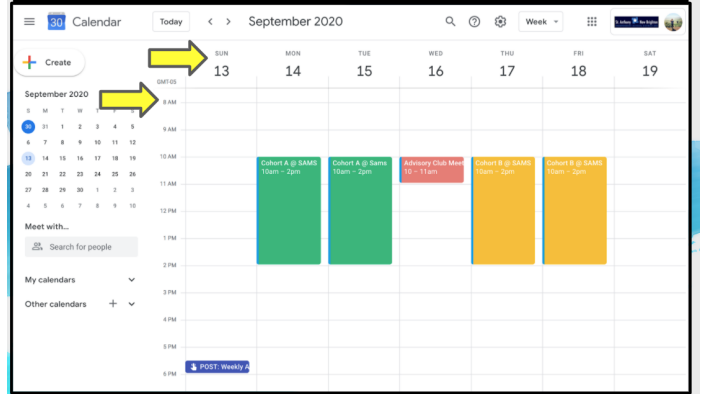 30 Calendar
Today
September 2020
Week
St. Anthony New Brighton
Create
September 2020
S M T W T F S
30 31 1 2 3 4 5
6 7 8 9 10 11 12
13 14 15 16 17 18 19
20 21 22 23 24 25 26
27 28 29 30 1 2 3
4 5 6 7 8 9 10
Meet with...
Search for people
My calendars
Other calendars
GMT-05
SUN MON TUE WED THU FRI SAT
13 14 15 16 17 18 19
8 AM
9 AM
10 AM
11 AM
12 PM
1 PM
2 PM
3 PM
4 PM
5 PM
6 PM
Cohort A @ SAMS
10am – 2pm
Cohort A @ Sams
10am – 2pm
Advisory Club Meet
10 – 11am
Cohort B @ SAMS
10am – 2pm
Cohort B @ SAMS
10am – 2pm
POST: Weekly A